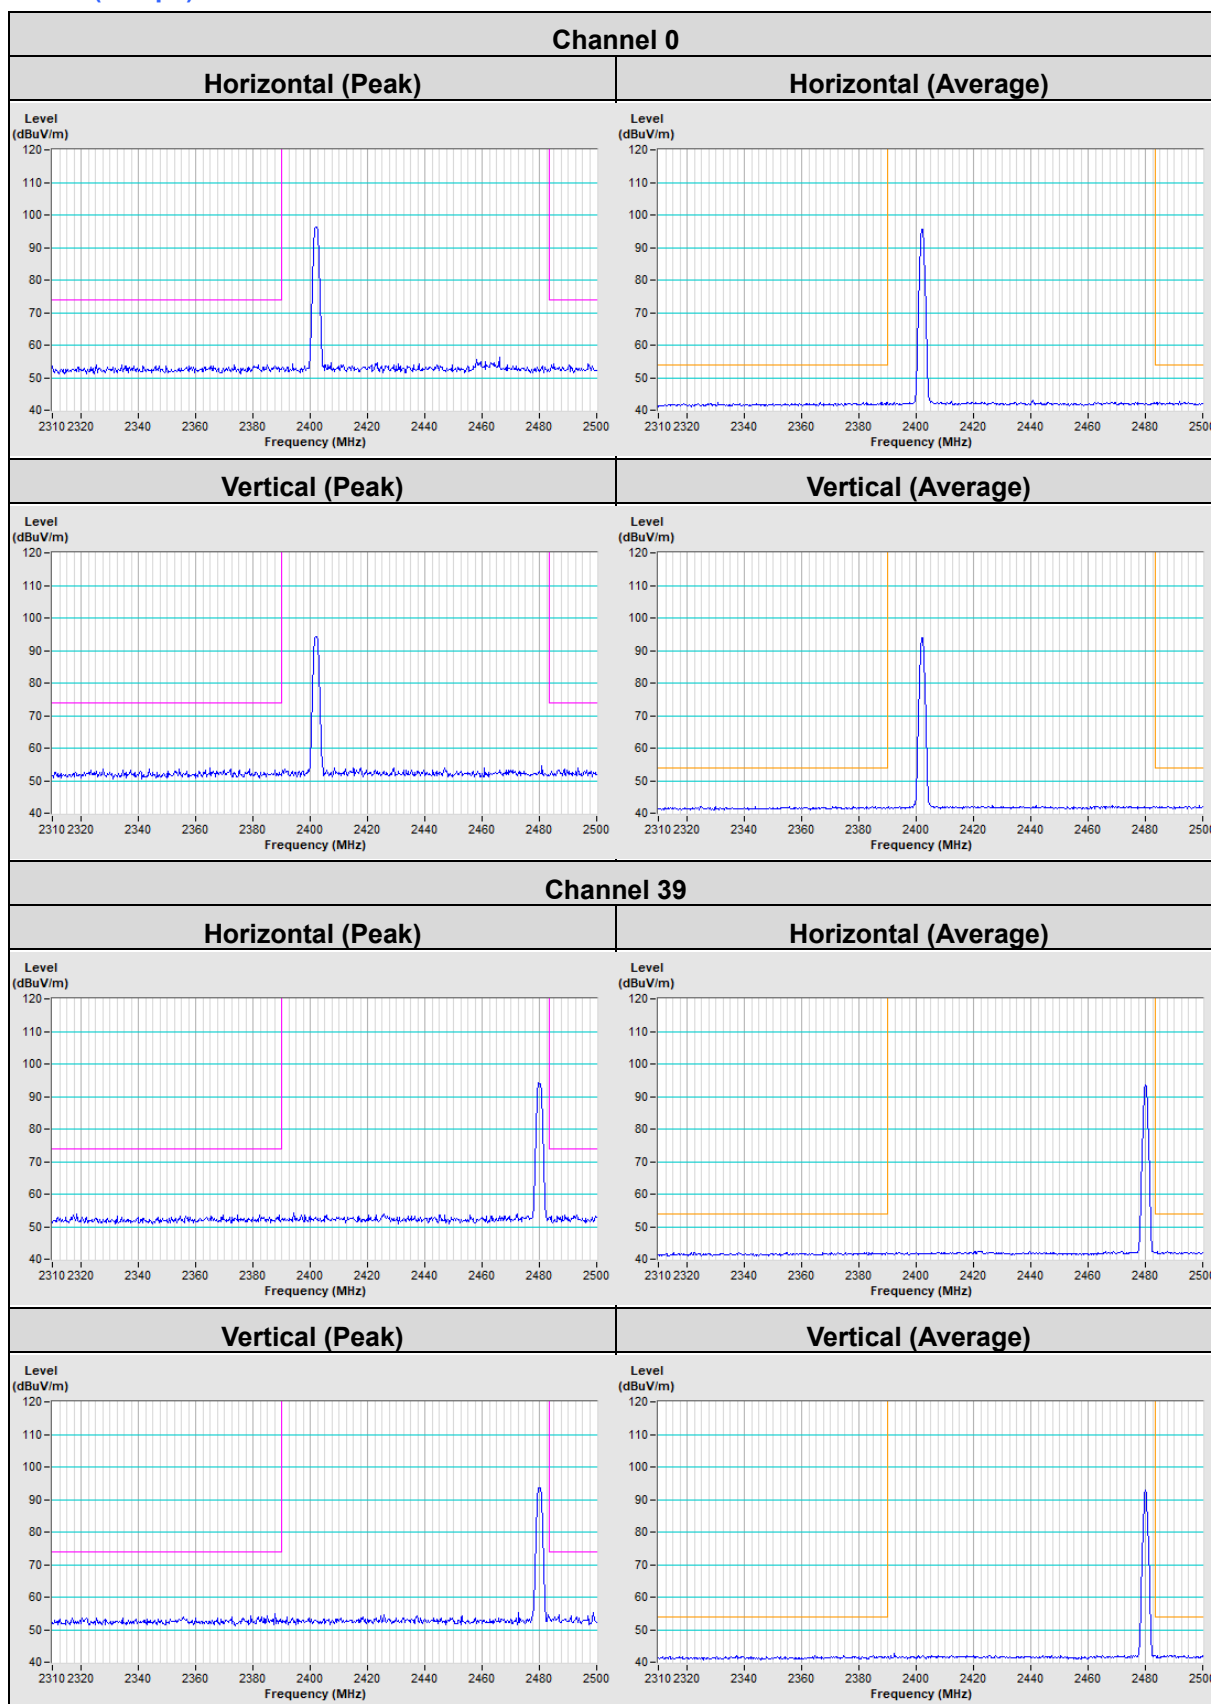 Channel 0
Horizontal (Peak) Horizontal (Average)
Level Level
(dBuV/m) (dBuV/m)
120 120
110 110
100 100
90 90
80 80
70 70
60 60
50 50
40 40
2310 2320 2340 2360 2380 2400 2420 2440 2460 2480 2500 2310 2320 2340 2360 2380 2400 2420 2440 2460 2480 2500
Frequency (MHz) Frequency (MHz)
Vertical (Peak) Vertical (Average)
Level Level
(dBuV/m) (dBuV/m)
120 120
110 110
100 100
90 90
80 80
70 70
60 60
50 50
40 40
2310 2320 2340 2360 2380 2400 2420 2440 2460 2480 2500 2310 2320 2340 2360 2380 2400 2420 2440 2460 2480 2500
Frequency (MHz) Frequency (MHz)
Channel 39
Horizontal (Peak) Horizontal (Average)
Level Level
(dBuV/m) (dBuV/m)
120 120
110 110
100 100
90 90
80 80
70 70
60 60
50 50
40 40
2310 2320 2340 2360 2380 2400 2420 2440 2460 2480 2500 2310 2320 2340 2360 2380 2400 2420 2440 2460 2480 2500
Frequency (MHz) Frequency (MHz)
Vertical (Peak) Vertical (Average)
Level Level
(dBuV/m) (dBuV/m)
120 120
110 110
100 100
90 90
80 80
70 70
60 60
50 50
40 40
2310 2320 2340 2360 2380 2400 2420 2440 2460 2480 2500 2310 2320 2340 2360 2380 2400 2420 2440 2460 2480 2500
Frequency (MHz) Frequency (MHz)